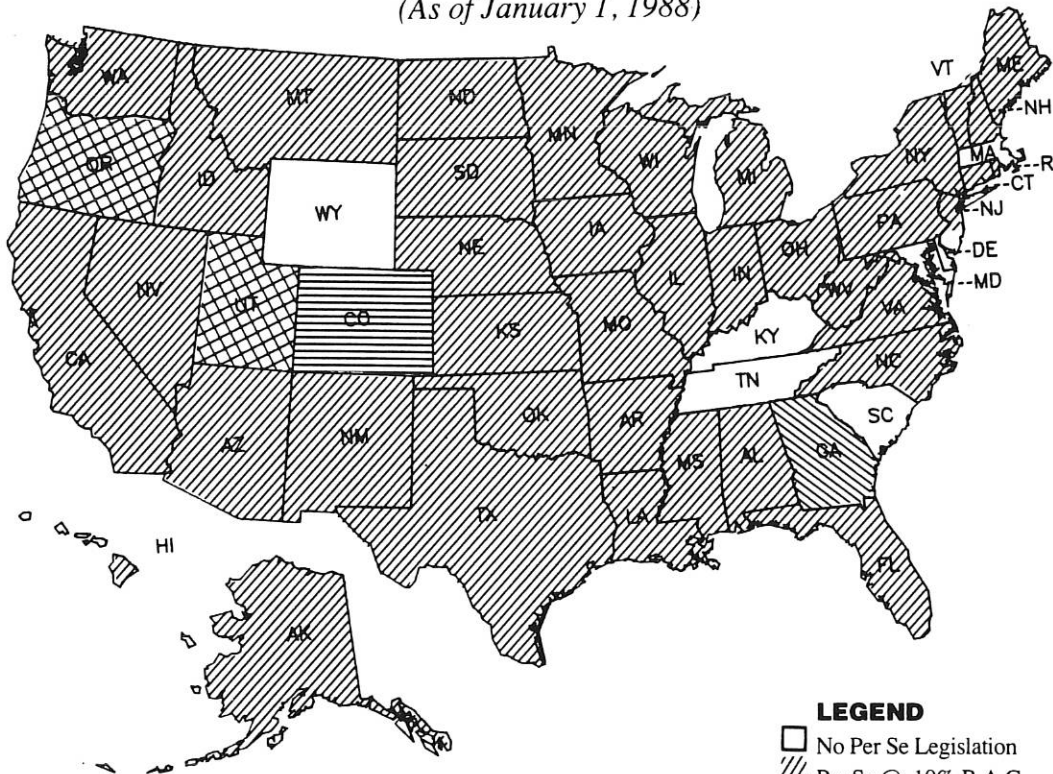 (As of January 1, 1988)
WA
MT
ND
MN
VT
ME
NH
OR
ID
SD
WI
MI
NY
MA
R
CT
WY
IA
PA
NJ
NE
OH
DE
NV
UT
CO
IL
IN
WV
MD
CA
KS
MO
KY
VA
TN
NC
AZ
NM
OK
AR
SC
MS
AL
GA
TX
LA
FL
HI
AK
LEGEND
No Per Se Legislation